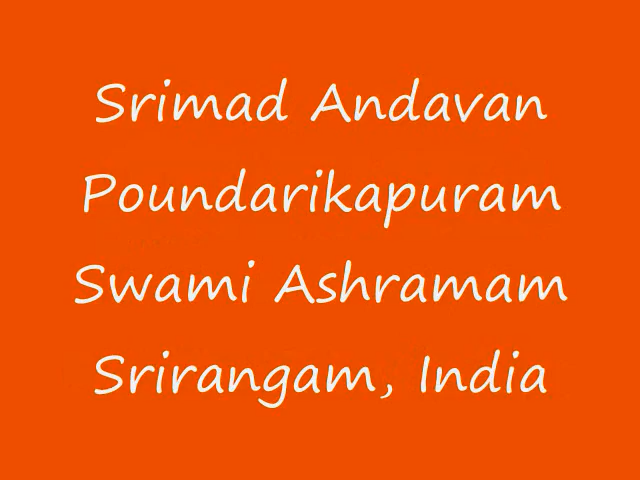 Srimad Andavan
Poundarikapuram
Swami Ashramam
Srirangam, India